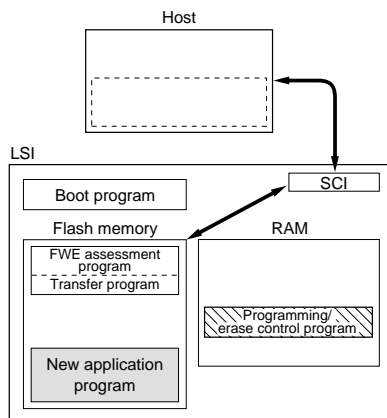 Host
LSI
SCI
Boot program
Flash memory
RAM
FWE assessment
program
Transfer program
Programming/
erase control program
New application
program